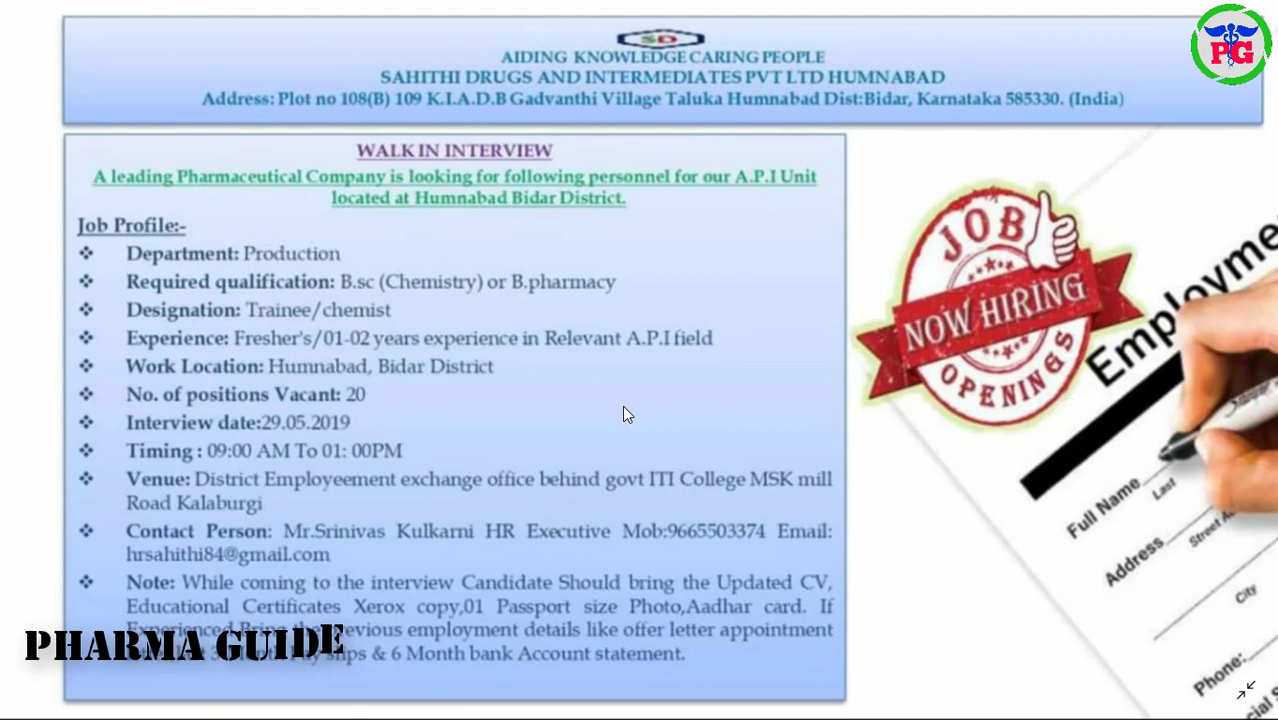 SD
PG
AIDING KNOWLEDGE CARING PEOPLE
SAHITHI DRUGS AND INTERMEDIATES PVT LTD HUMNABAD
Address: Plot no 108(B) 109 K.I.A.D.B Gadvanthi Village Taluka Humnabad Dist:Bidar, Karnataka 585330. (India)
WALK IN INTERVIEW
A leading Pharmaceutical Company is looking for following personnel for our A.P.I Unit
located at Humnabad Bidar District.
Job Profile:-
❖ Department: Production
❖ Required qualification: B.sc (Chemistry) or B.pharmacy
❖ Designation: Trainee/chemist
❖ Experience: Fresher's/01-02 years experience in Relevant A.P.I field
❖ Work Location: Humnabad, Bidar District
❖ No. of positions Vacant: 20
❖ Interview date:29.05.2019
❖ Timing : 09:00 AM To 01: 00PM
❖ Venue: District Employeement exchange office behind govt ITI College MSK mill
Road Kalaburgi
❖ Contact Person: Mr.Srinivas Kulkarni HR Executive Mob:9665503374 Email:
hrsahithi84@gmail.com
❖ Note: While coming to the interview Candidate Should bring the Updated CV,
Educational Certificates Xerox copy,01 Passport size Photo,Aadhar card. If
Experienced Bring the previous employment details like offer letter appointment
slips & 6 Month bank Account statement.
PHARMA GUIDE
JOB
NOW HIRING
OPENINGS
Full Name
Last
Address
City
Phone: